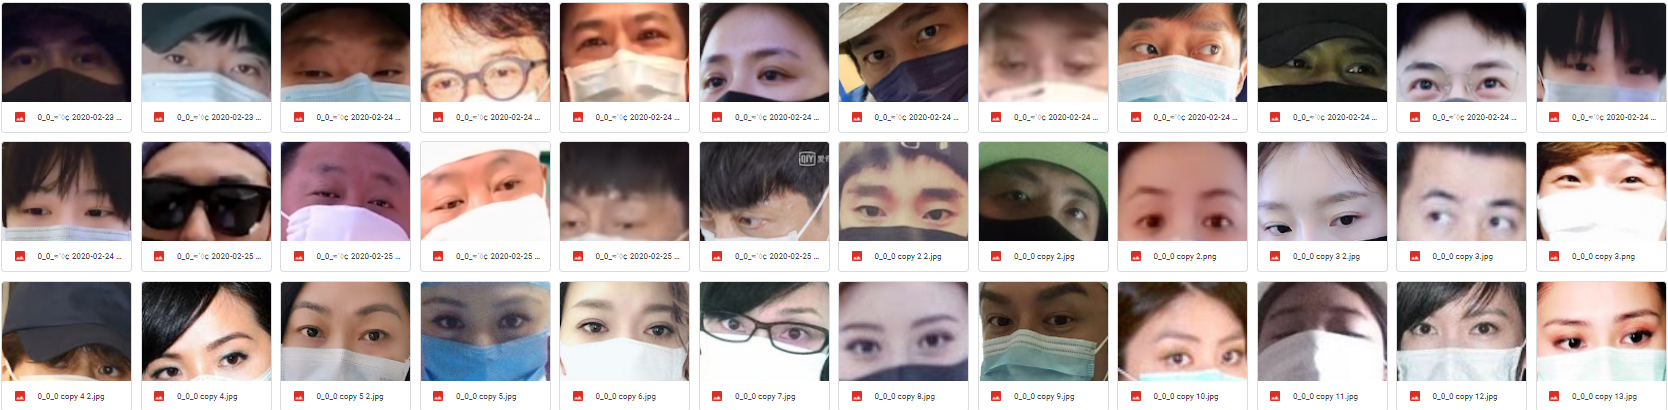 0_0_≈˙◊¢ 2020-02-23 ...
0_0_≈˙◊¢ 2020-02-23 ...
0_0_≈˙◊¢ 2020-02-24 ...
0_0_≈˙◊¢ 2020-02-24 ...
0_0_≈˙◊¢ 2020-02-24 ...
0_0_≈˙◊¢ 2020-02-24 ...
0_0_≈˙◊¢ 2020-02-24 ...
0_0_≈˙◊¢ 2020-02-24 ...
0_0_≈˙◊¢ 2020-02-24 ...
0_0_≈˙◊¢ 2020-02-24 ...
0_0_≈˙◊¢ 2020-02-24 ...
0_0_≈˙◊¢ 2020-02-24 ...
QIY
0_0_≈˙◊¢ 2020-02-24 ...
0_0_≈˙◊¢ 2020-02-25 ...
0_0_≈˙◊¢ 2020-02-25 ...
0_0_≈˙◊¢ 2020-02-25 ...
0_0_≈˙◊¢ 2020-02-25 ...
0_0_≈˙◊¢ 2020-02-25 ...
0_0_0 copy 2 2.jpg
0_0_0 copy 2.jpg
0_0_0 copy 2.png
0_0_0 copy 3 2.jpg
0_0_0 copy 3.jpg
0_0_0 copy 3.png
0_0_0 copy 4 2.jpg
0_0_0 copy 4.jpg
0_0_0 copy 5 2.jpg
0_0_0 copy 5.jpg
0_0_0 copy 6.jpg
0_0_0 copy 7.jpg
0_0_0 copy 8.jpg
0_0_0 copy 9.jpg
0_0_0 copy 10.jpg
0_0_0 copy 11.jpg
0_0_0 copy 12.jpg
0_0_0 copy 13.jpg